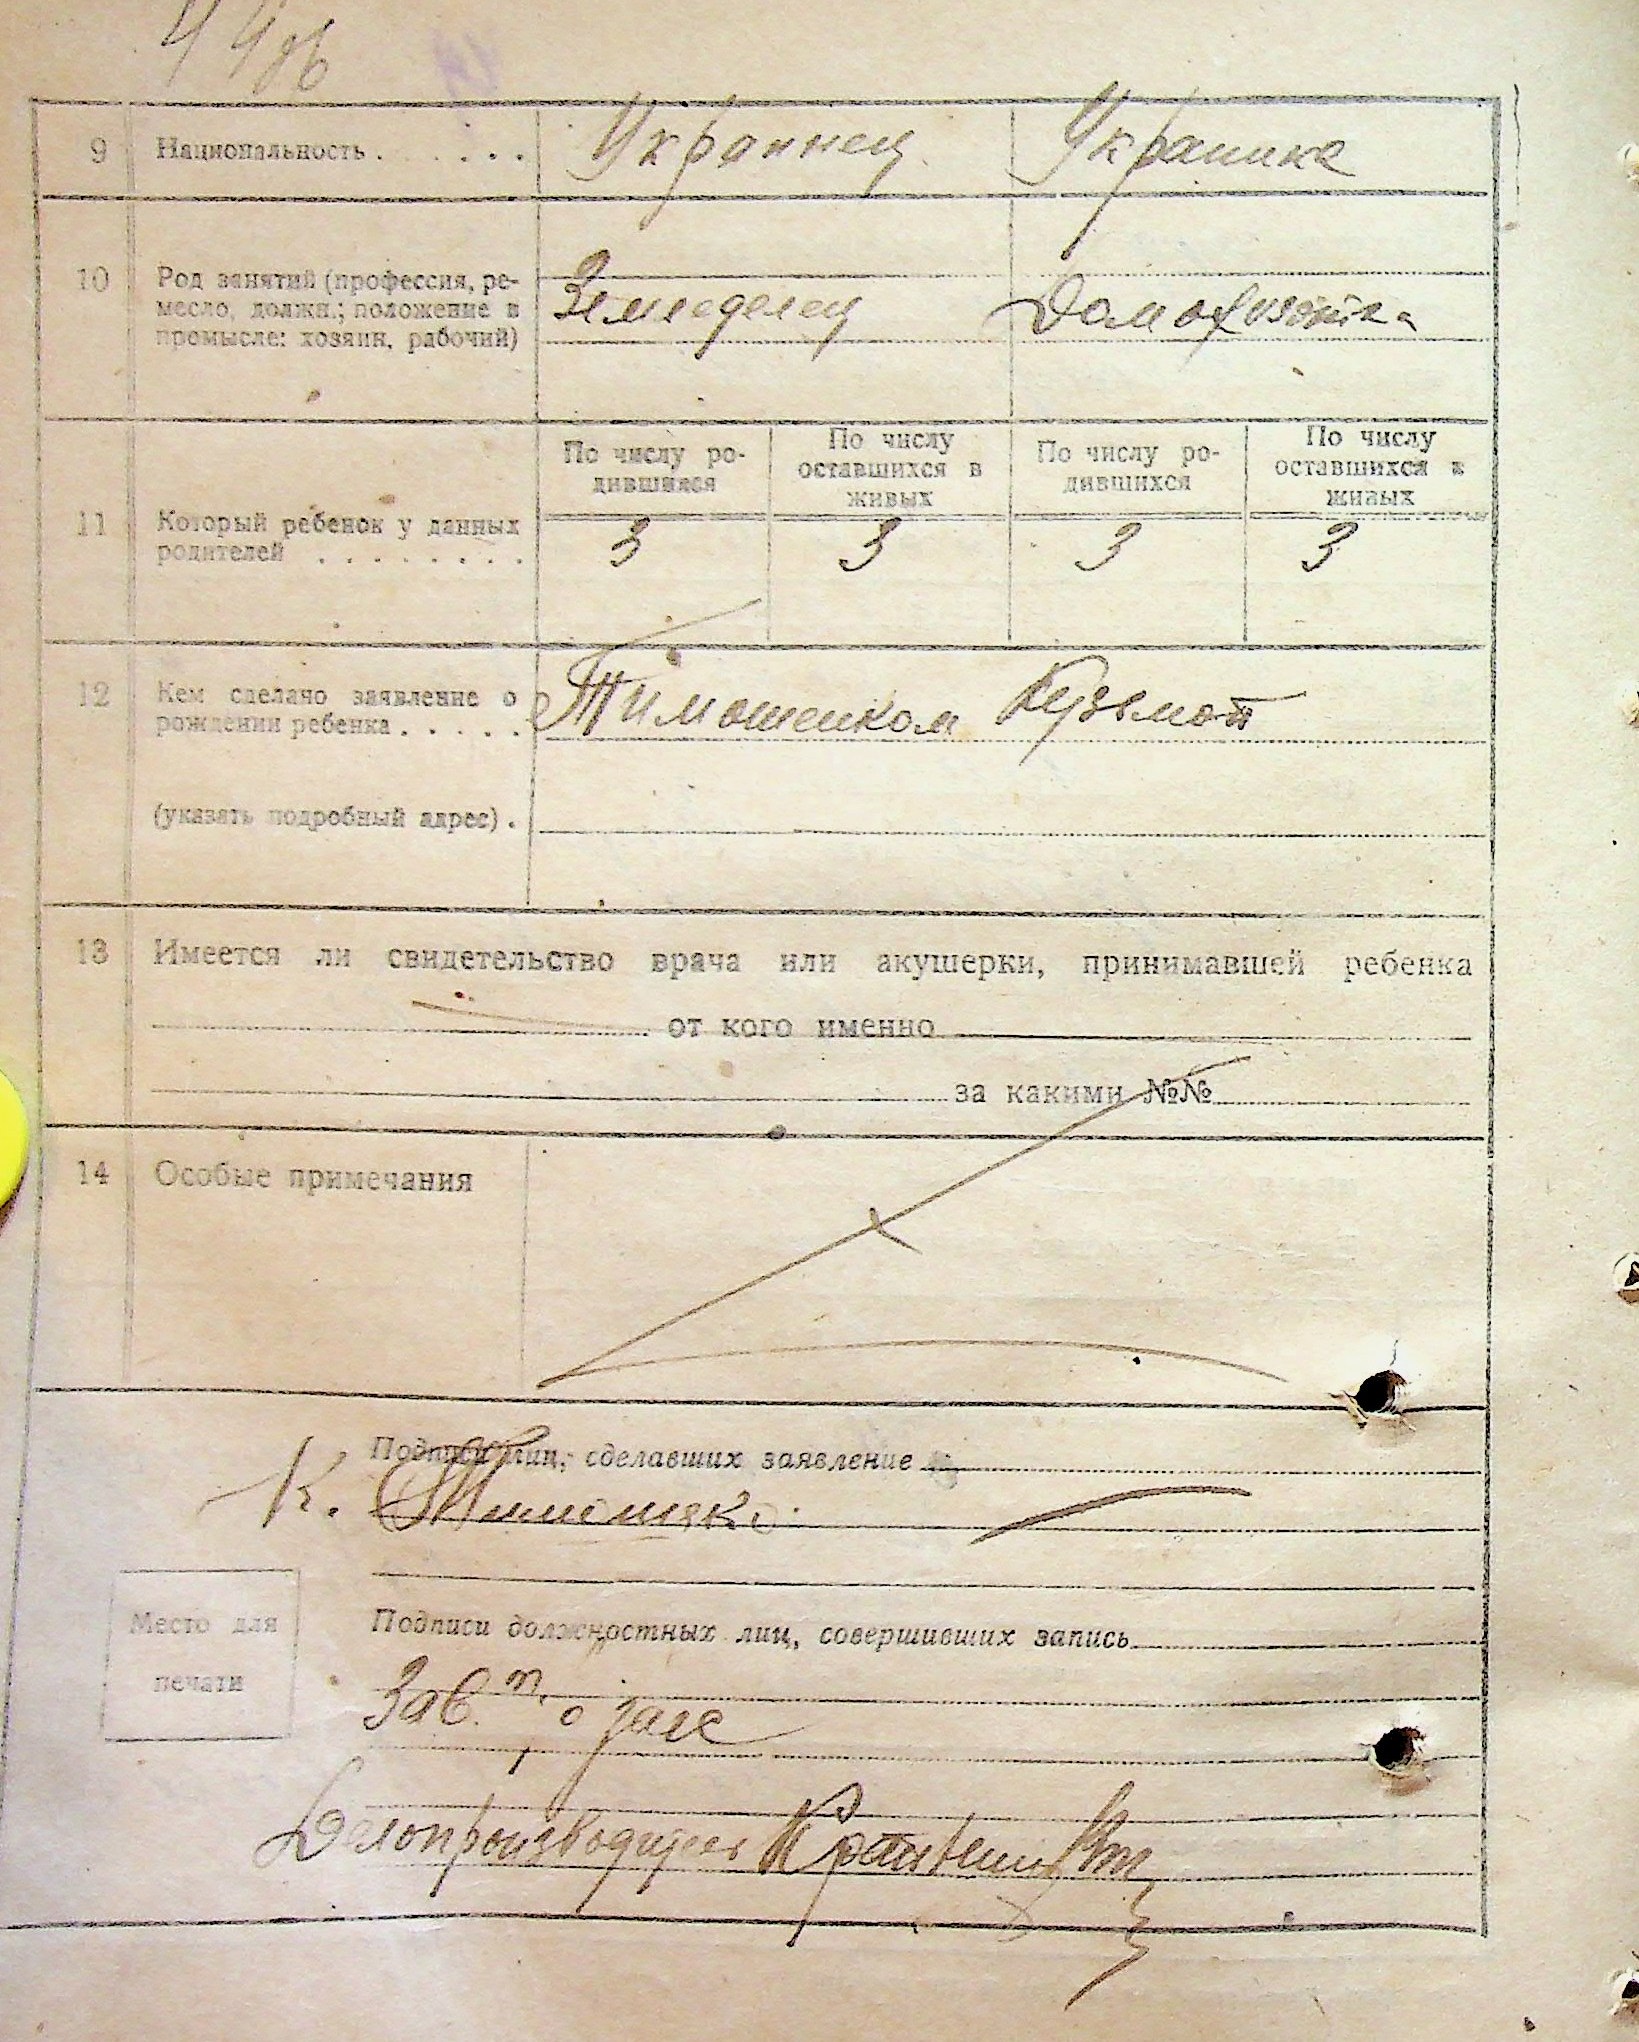 44об
9 Национальность . . . . . Украинец Украинка
10 Род занятий (профессия, ре-
месло, должн.; положение в
промысле: хозяин, рабочий)
Земледелец Домохозяйка
По числу ро-
дившихся
По числу
оставшихся в
живых
По числу ро-
дившихся
По числу
оставшихся в
живых
11 Который ребенок у данных
родителей . . . . . . . .
3 3 3 3
12 Кем сделано заявление о
рождении ребенка . . . . .
Тимошенком Кузьмой
(указать подробный адрес) .
13 Имеется ли свидетельство врача или акушерки, принимавшей ребенка
от кого именно
за какими №№
14 Особые примечания
Подписи лиц, сделавших заявление
К.
Подписи должностных лиц, совершивших запись
Место для
печати
Зав. загс
Делопроизводитель